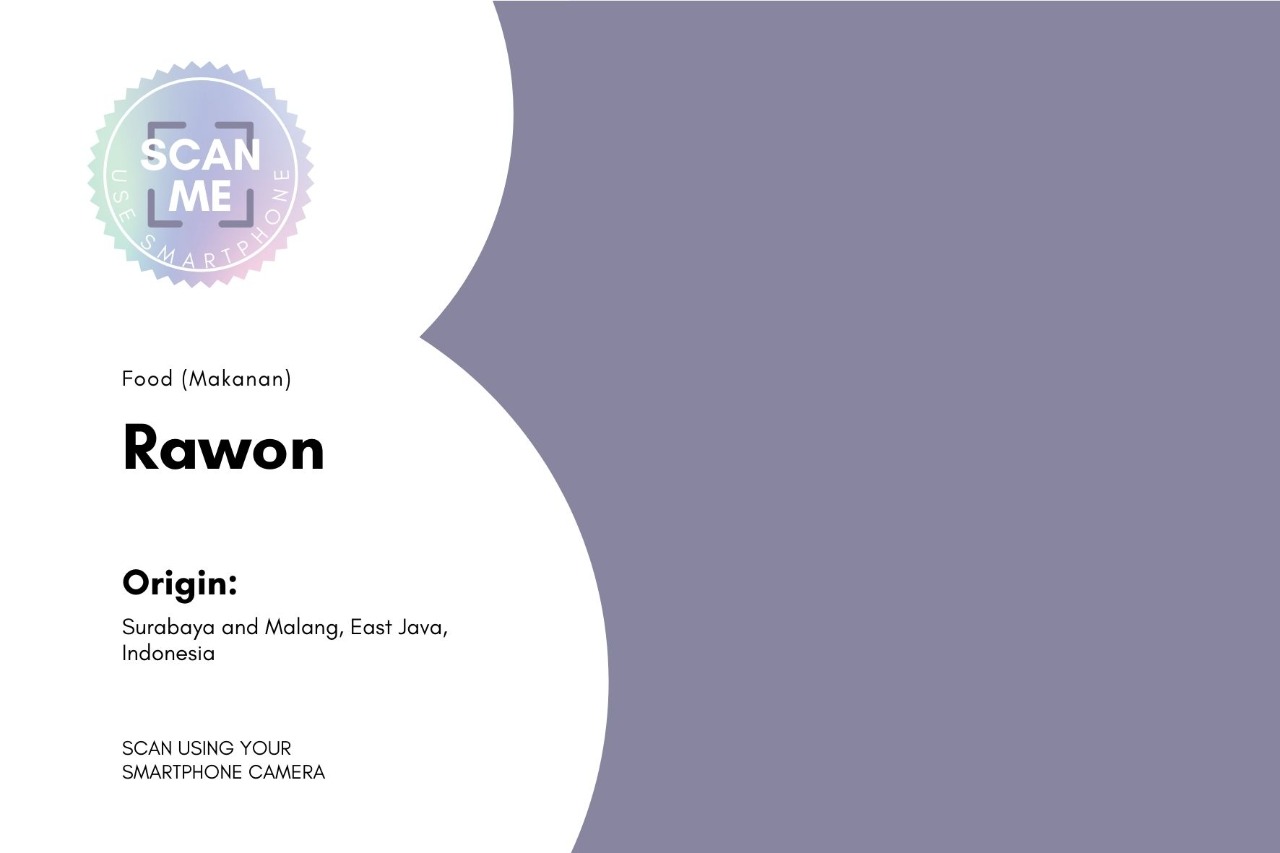 SCAN
ME
USE SMARTPHONE
Food (Makanan)
Rawon
Origin:
Surabaya and Malang, East Java,
Indonesia
SCAN USING YOUR
SMARTPHONE CAMERA